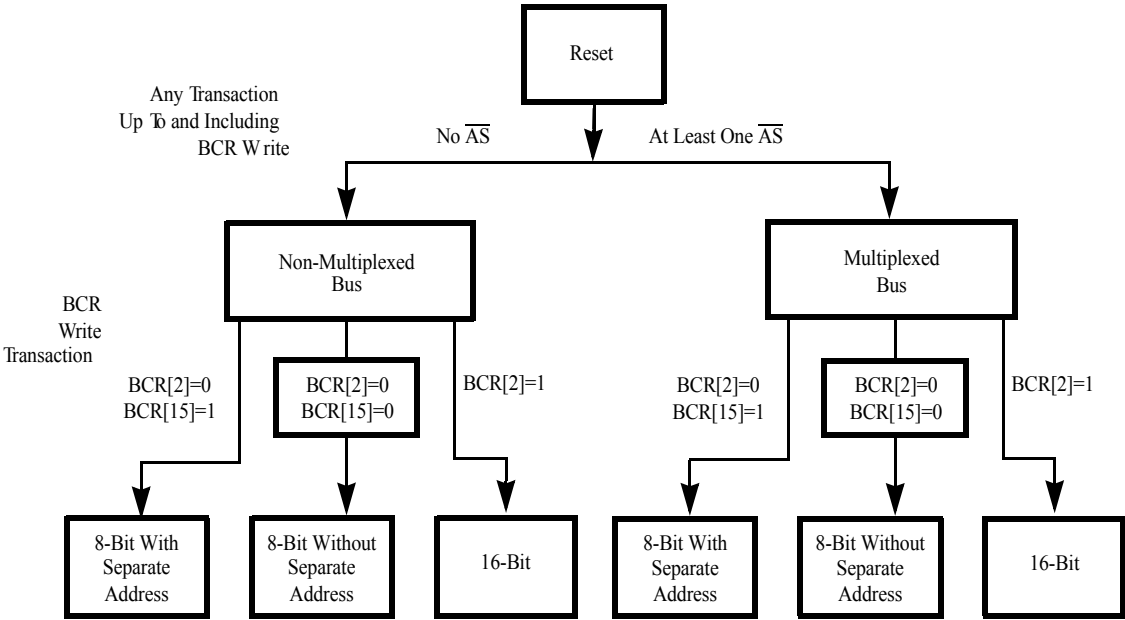 Reset
Any Transaction
Up To and Including
BCR Write
No A̅S̅
At Least One A̅S̅
Non-Multiplexed
Bus
Multiplexed
Bus
BCR
Write
Transaction
BCR[2]=0
BCR[15]=1
BCR[2]=0
BCR[15]=0
BCR[2]=1
BCR[2]=0
BCR[15]=1
BCR[2]=0
BCR[15]=0
BCR[2]=1
8-Bit With
Separate
Address
8-Bit Without
Separate
Address
16-Bit
8-Bit With
Separate
Address
8-Bit Without
Separate
Address
16-Bit